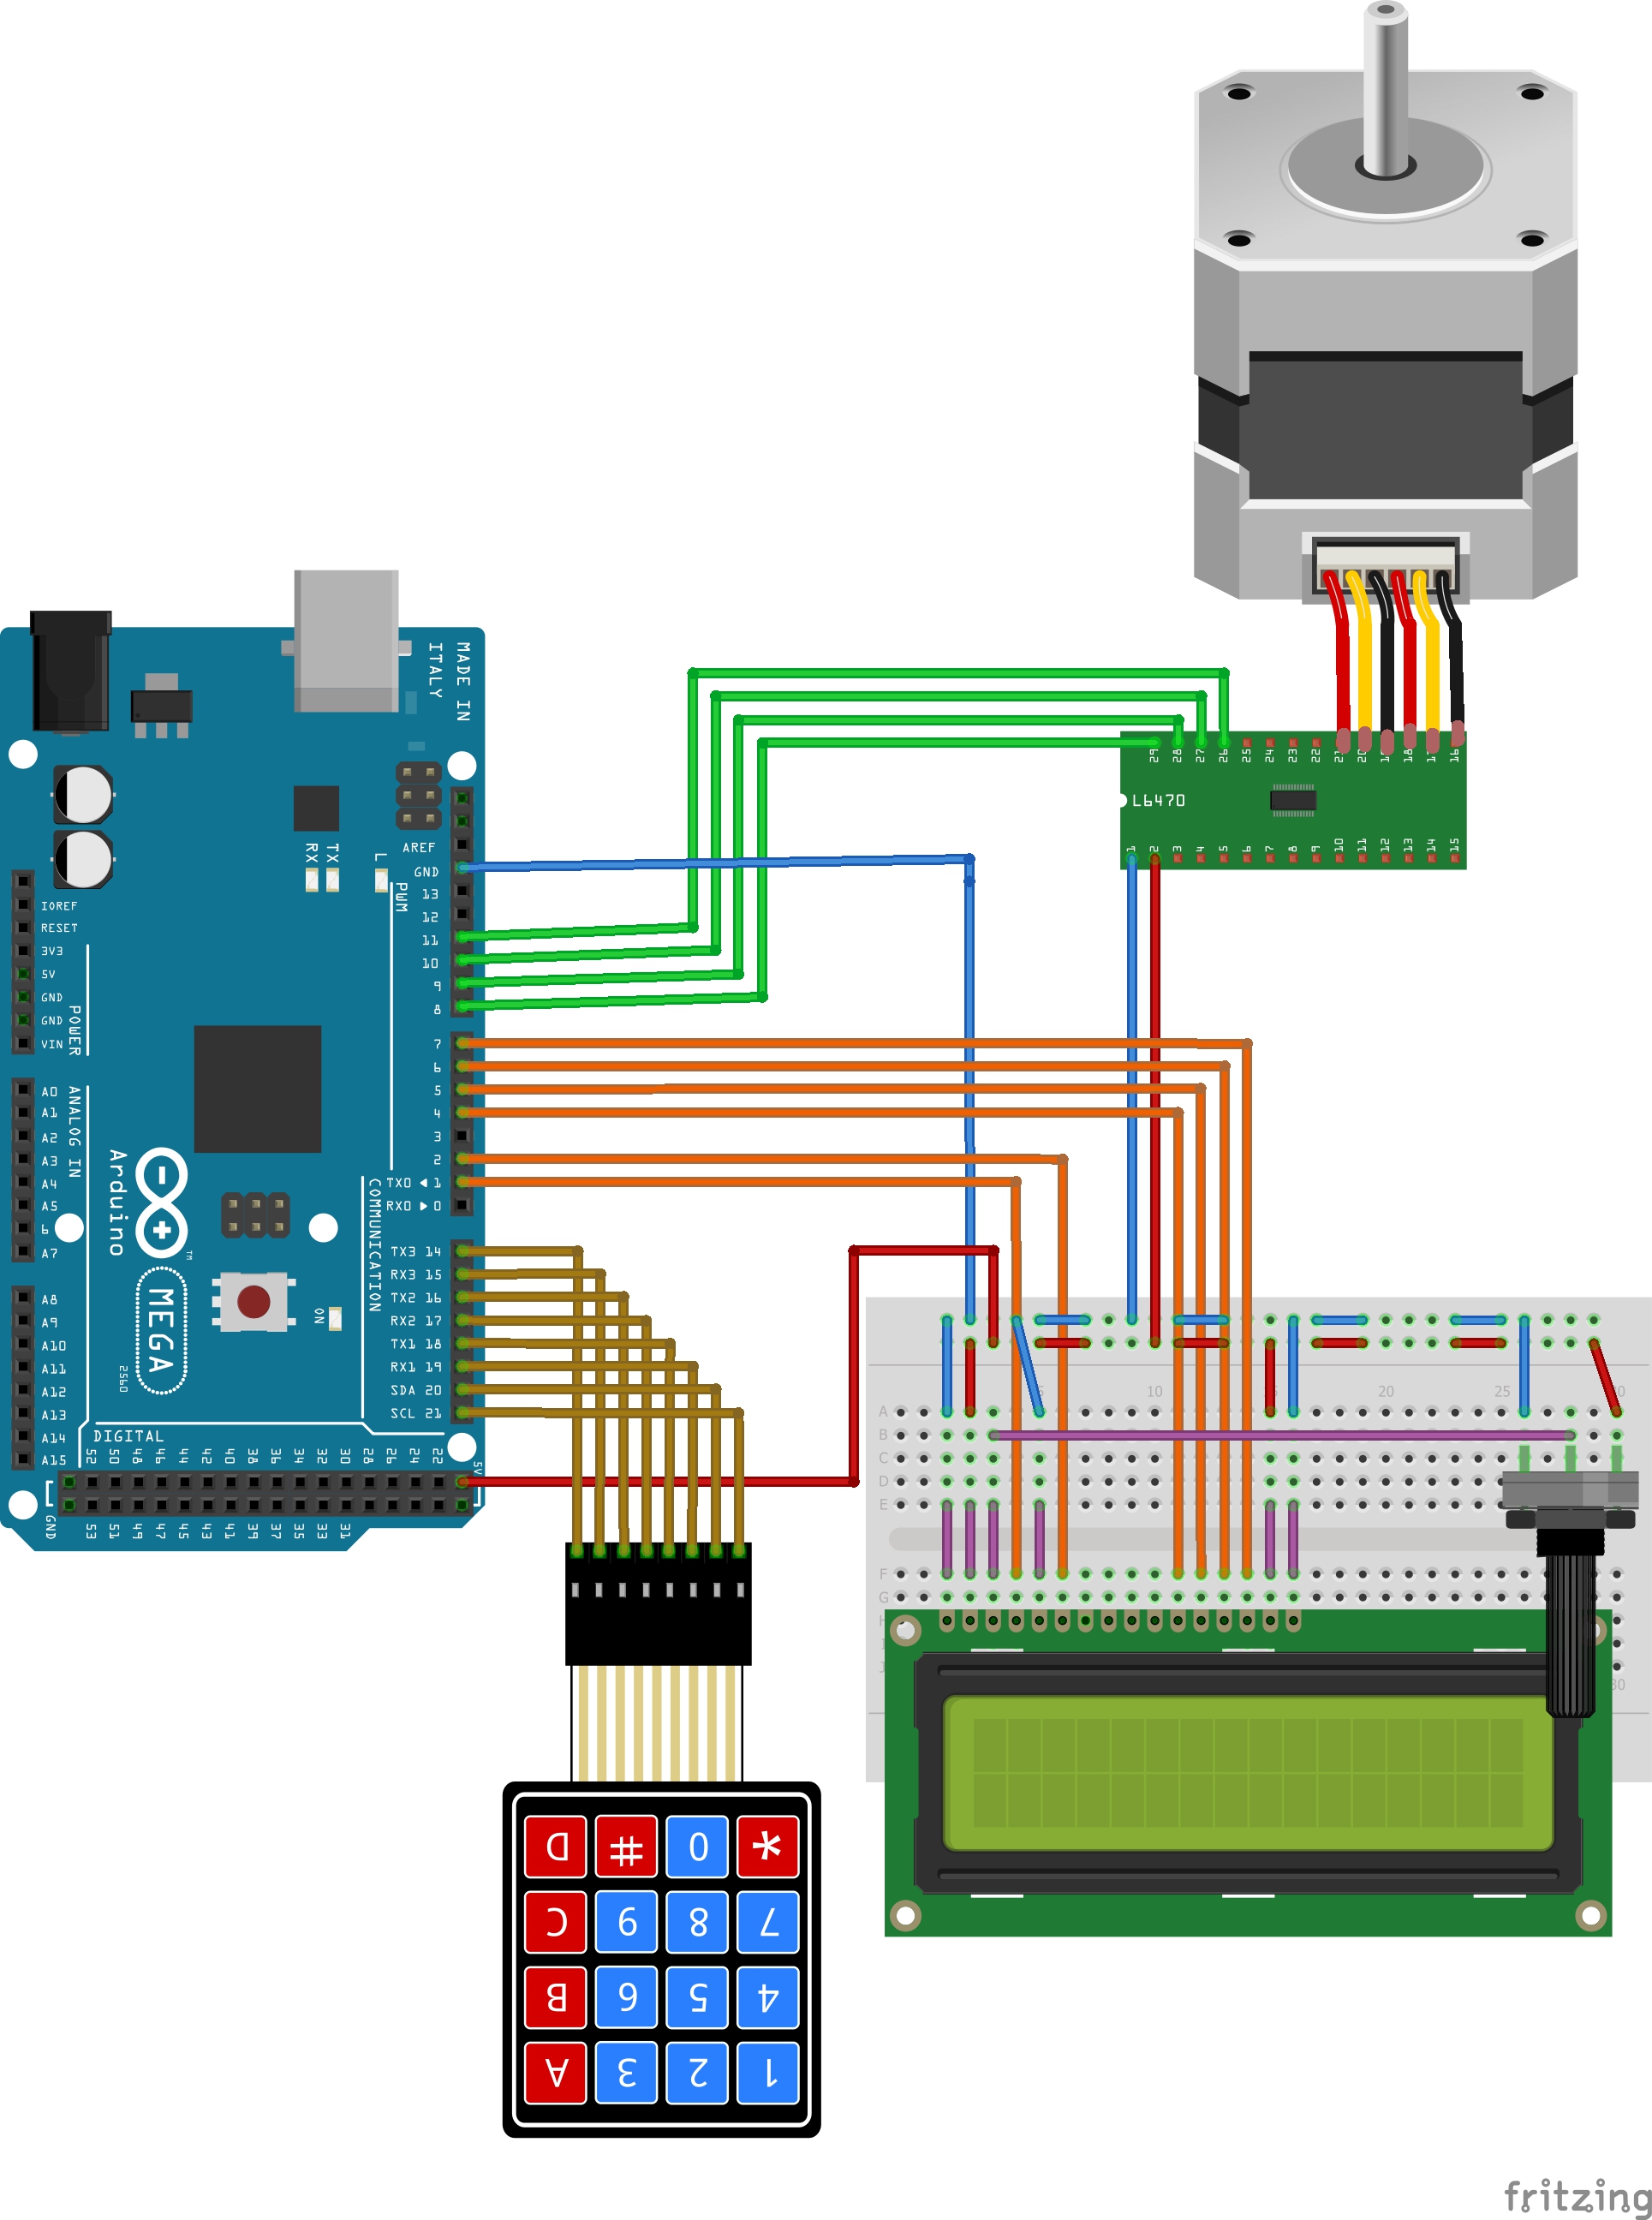 MADE IN
ITALY
AREF
GND
13
12
11
10
9
8
RX
TX
L
PWM
IOREF
RESET
3V3
5V
GND
GND
VIN
POWER
7
6
5
4
3
2
TX0 ◀ 1
RX0 ▶ 0
A0
A1
A2
A3
A4
A5
6
A7
ANALOG IN
Arduino
TM
MEGA
2560
ON
COMMUNICATION
TX3 14
RX3 15
TX2 16
RX2 17
TX1 18
RX1 19
SDA 20
SCL 21
A8
A9
A10
A11
A12
A13
A14
A15
DIGITAL
52 50 48 46 44 42 40 38 36 34 32 30 28 26 24 22
5V
GND
53 51 49 47 45 43 41 39 37 35 33 31
29 28 27 26 25 24 23 22 21 20 19 18 17 16
L6470
1 2 3 4 5 6 7 8 9 10 11 12 13 14 15
5 10 15 20 25 30
A
B
C
D
E
F
G
H
J
30
D # 0 *
C 9 8 7
B 6 5 4
A 3 2 1
fritzing